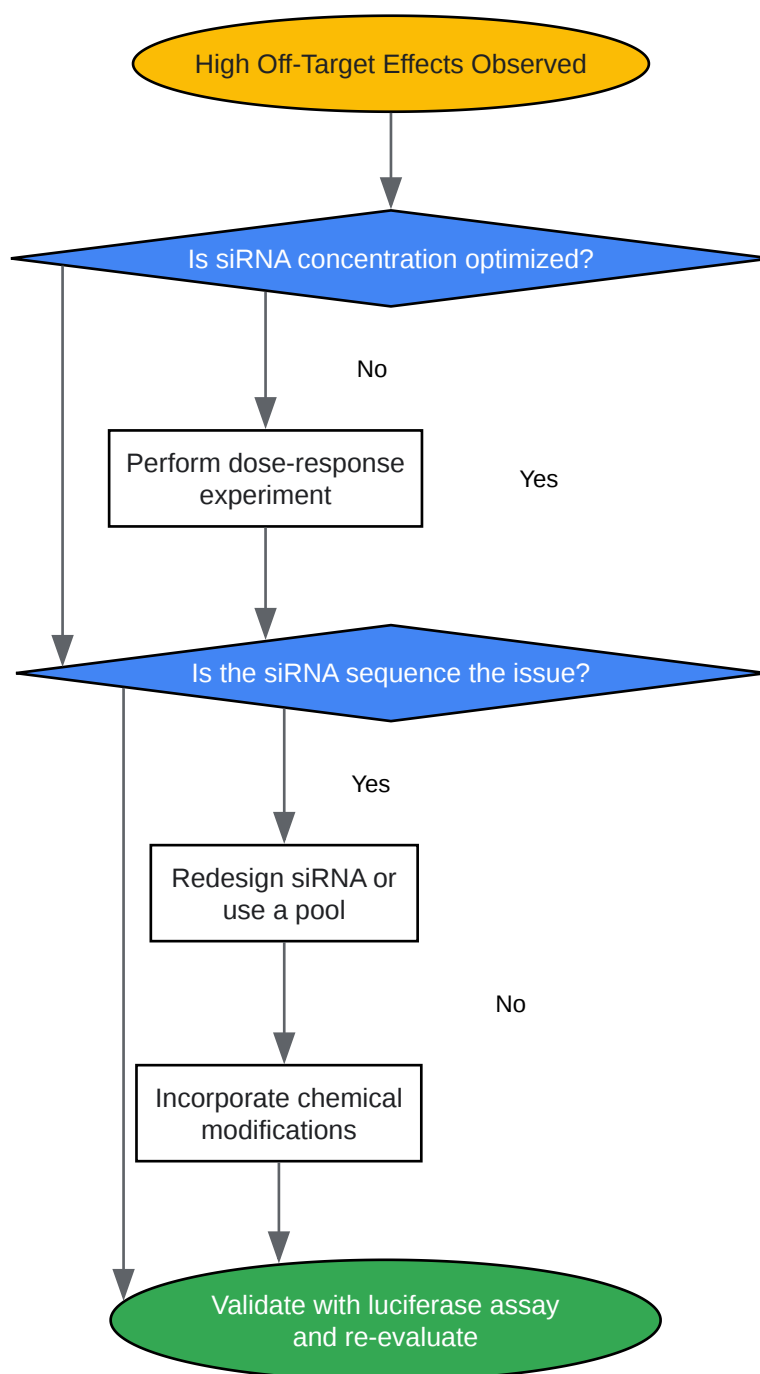 High Off-Target Effects Observed
Is siRNA concentration optimized?
No
Perform dose-response
experiment
Yes
Is the siRNA sequence the issue?
Yes
Redesign siRNA or
use a pool
No
Incorporate chemical
modifications
Validate with luciferase assay
and re-evaluate